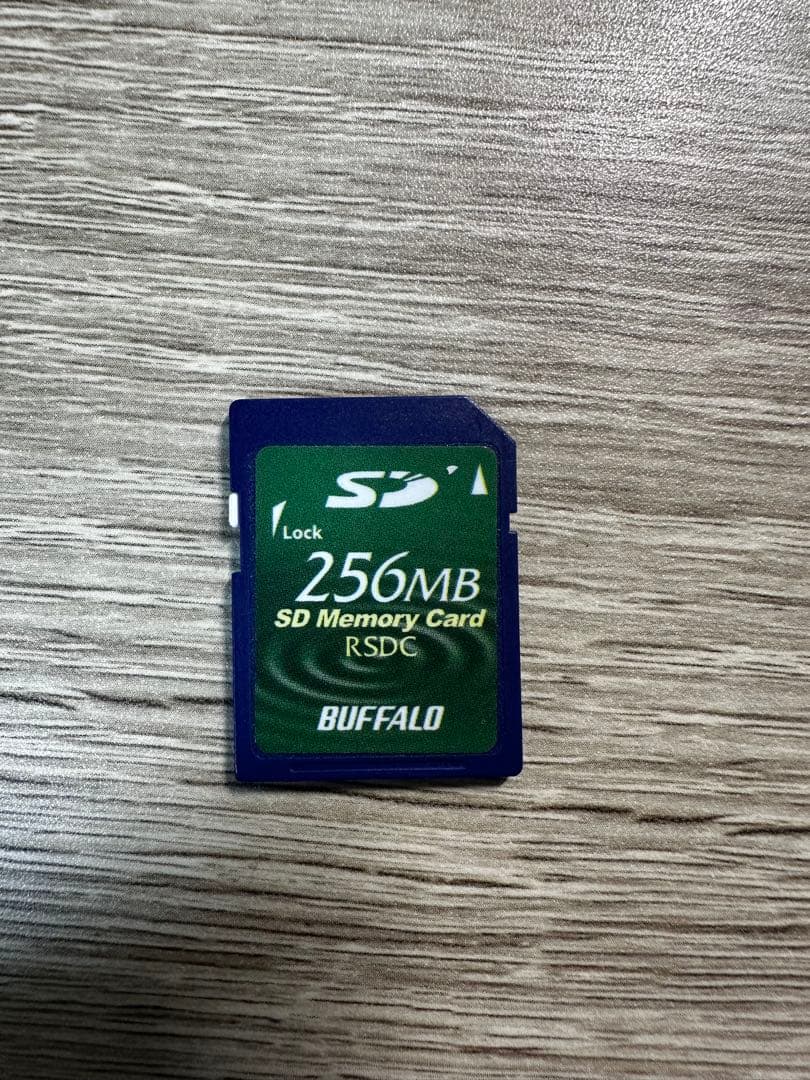 SD
Lock
256MB
SD Memory Card
RSDC
BUFFALO